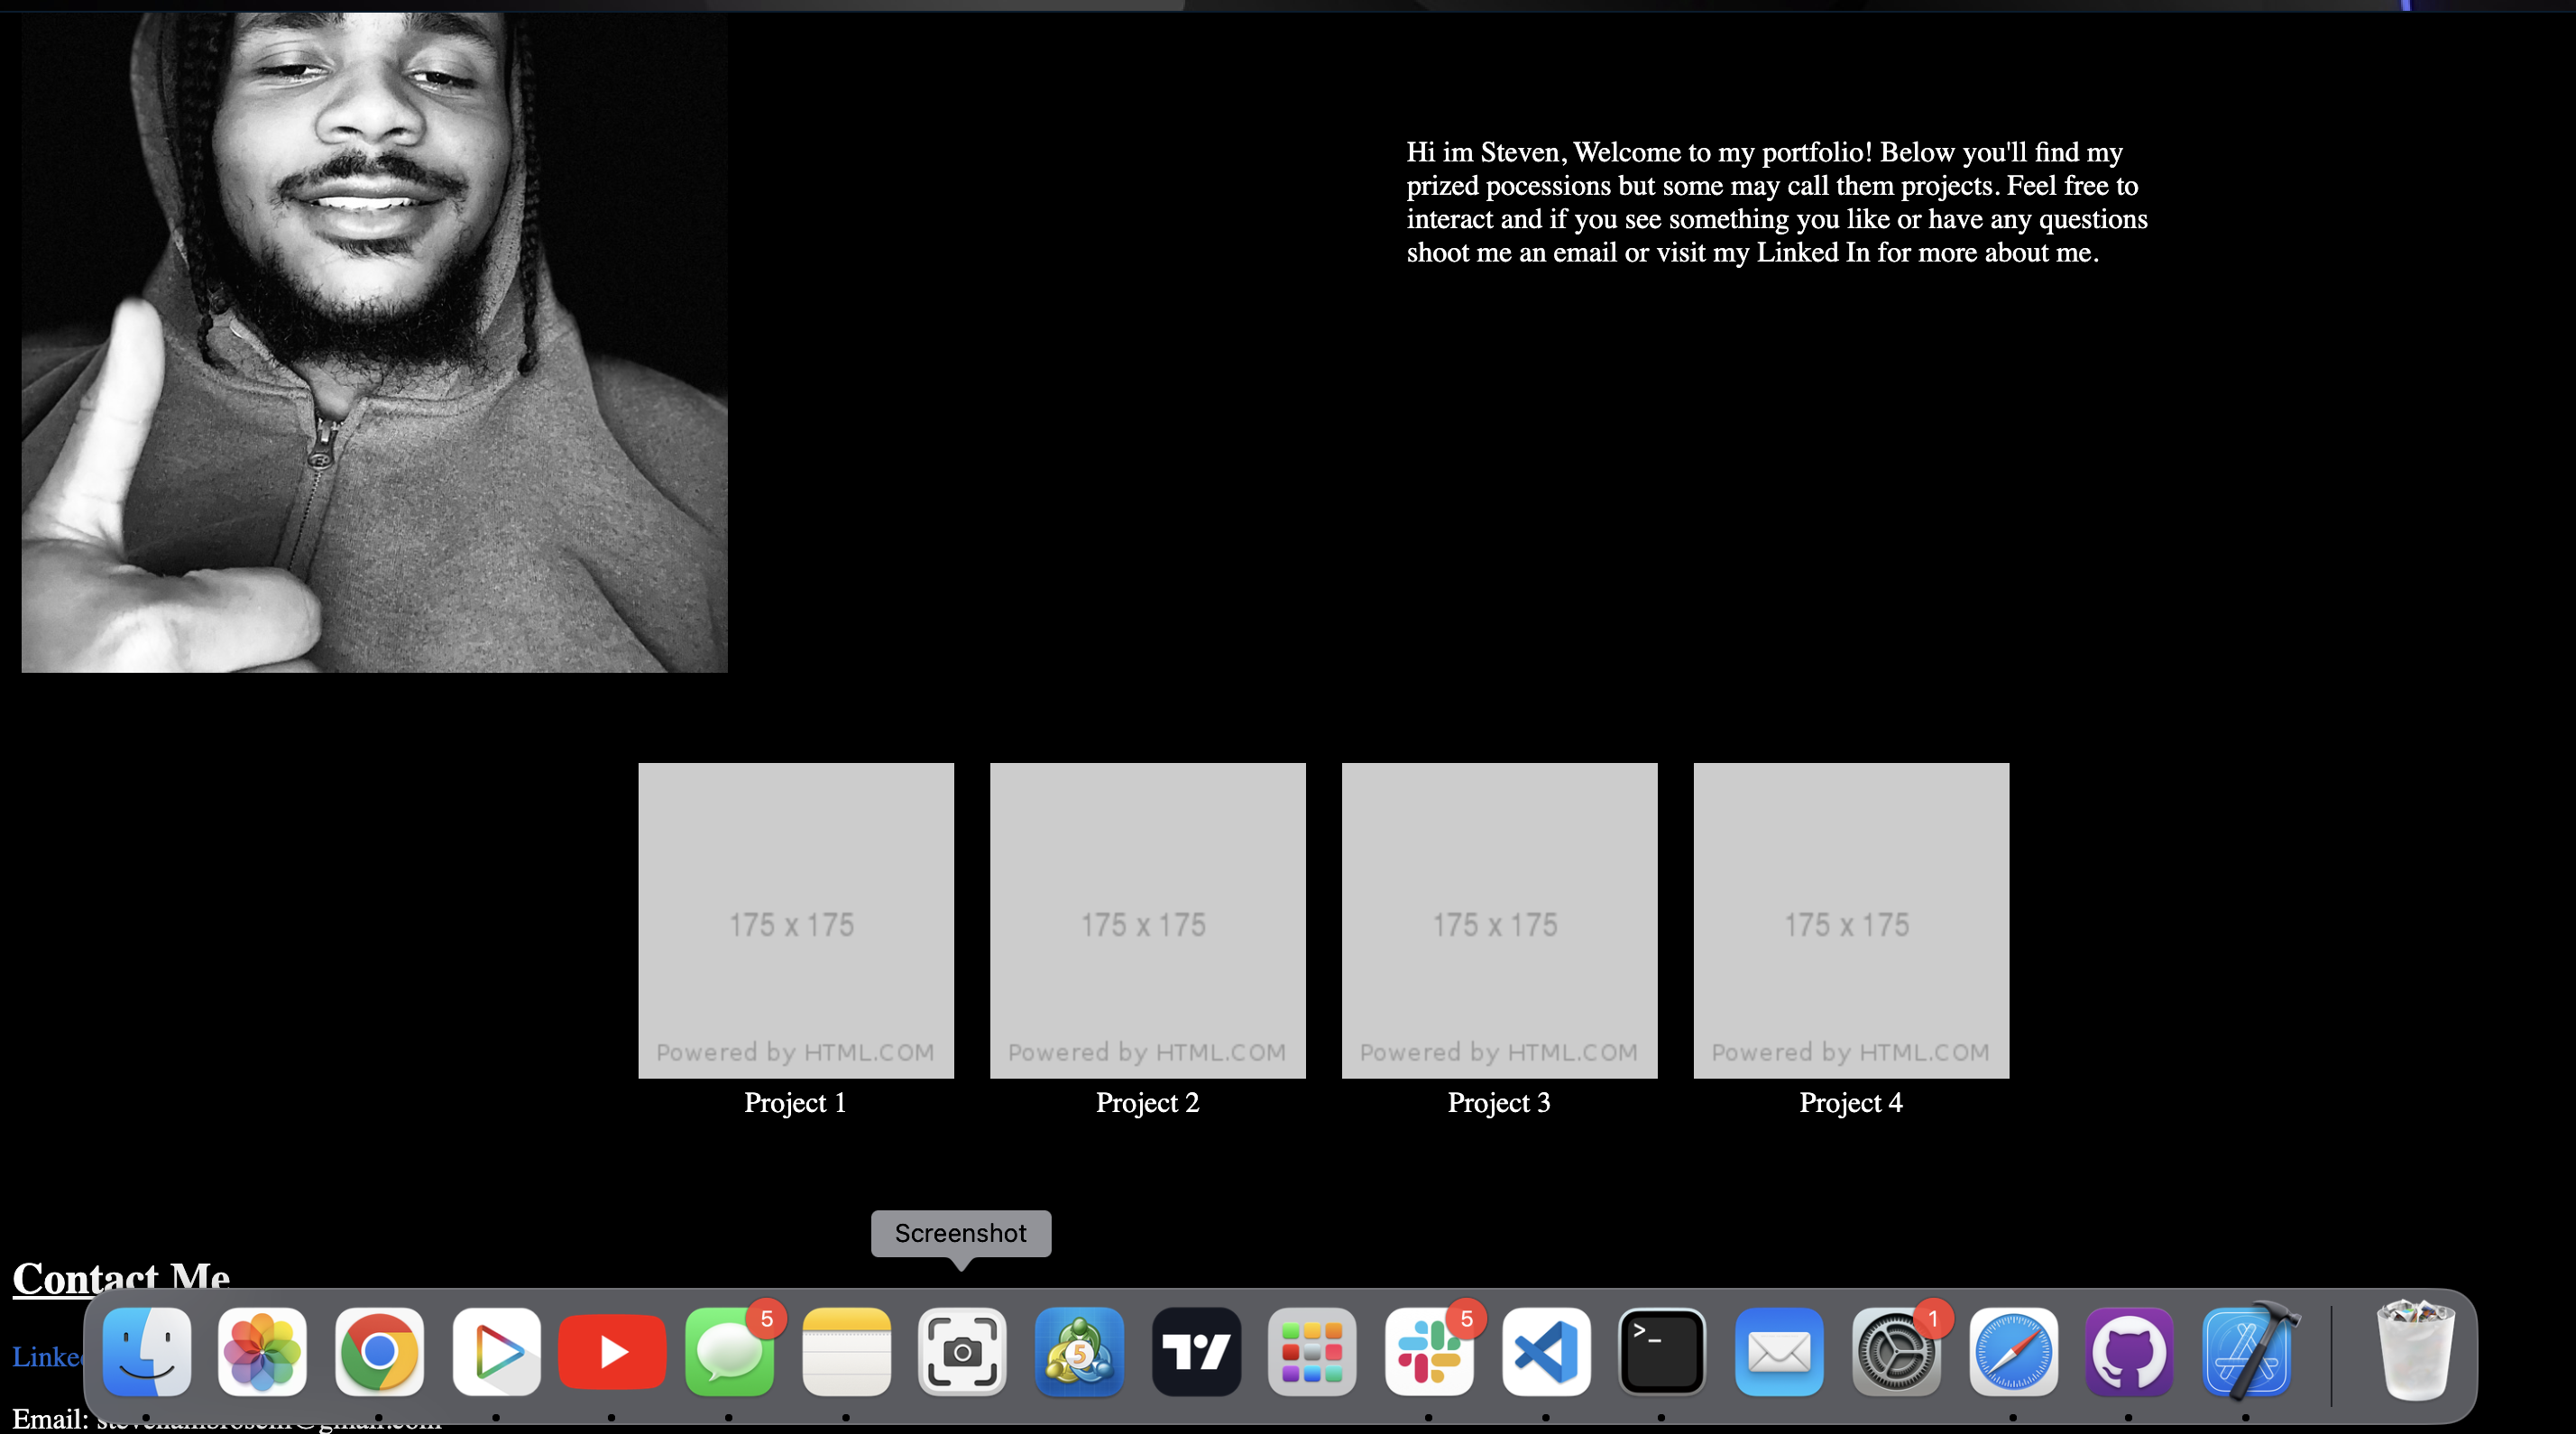 Hi im Steven, Welcome to my portfolio! Below you'll find my
prized pocessions but some may call them projects. Feel free to
interact and if you see something you like or have any questions
shoot me an email or visit my Linked In for more about me.
175 x 175
Powered by HTML.COM
175 x 175
Powered by HTML.COM
175 x 175
Powered by HTML.COM
175 x 175
Powered by HTML.COM
Project 1
Project 2
Project 3
Project 4
Screenshot
Contact Me
5
5
>_
1
5
Email: